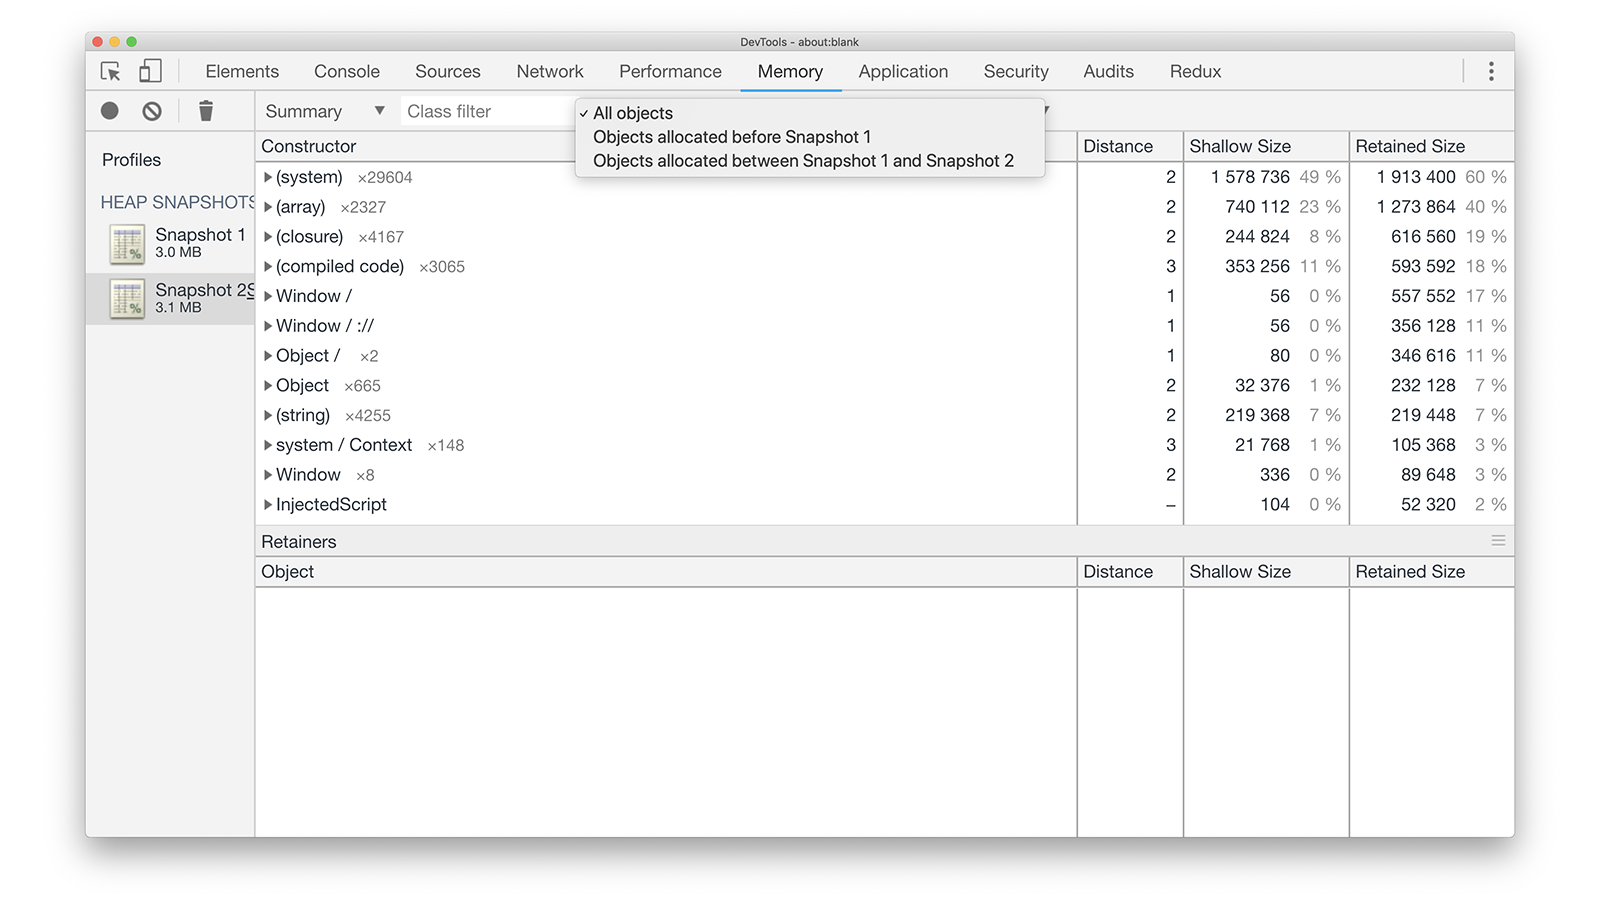 DevTools - about:blank
Elements Console Sources Network Performance Memory Application Security Audits Redux
Summary ▼ Class filter
✓ All objects
Objects allocated before Snapshot 1
Objects allocated between Snapshot 1 and Snapshot 2
Profiles
HEAP SNAPSHOTS
Snapshot 1
3.0 MB
Snapshot 2S
3.1 MB
Constructor Distance Shallow Size Retained Size
(system) ×29604 2 1 578 736 49 % 1 913 400 60 %
(array) ×2327 2 740 112 23 % 1 273 864 40 %
(closure) ×4167 2 244 824 8 % 616 560 19 %
(compiled code) ×3065 3 353 256 11 % 593 592 18 %
Window / 1 56 0 % 557 552 17 %
Window / :// 1 56 0 % 356 128 11 %
Object / ×2 1 80 0 % 346 616 11 %
Object ×665 2 32 376 1 % 232 128 7 %
(string) ×4255 2 219 368 7 % 219 448 7 %
system / Context ×148 3 21 768 1 % 105 368 3 %
Window ×8 2 336 0 % 89 648 3 %
InjectedScript – 104 0 % 52 320 2 %
Retainers
Object Distance Shallow Size Retained Size